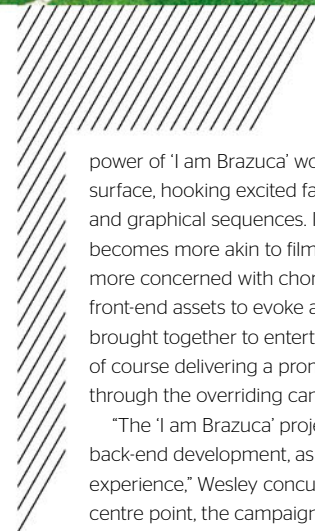 power of ‘I am Brazuca’ wo
surface, hooking excited fa
and graphical sequences. I
becomes more akin to film
more concerned with chor
front-end assets to evoke a
brought together to entert
of course delivering a pron
through the overriding can
“The ‘I am Brazuca’ proje
back-end development, as
experience,” Wesley concu
centre point, the campaign